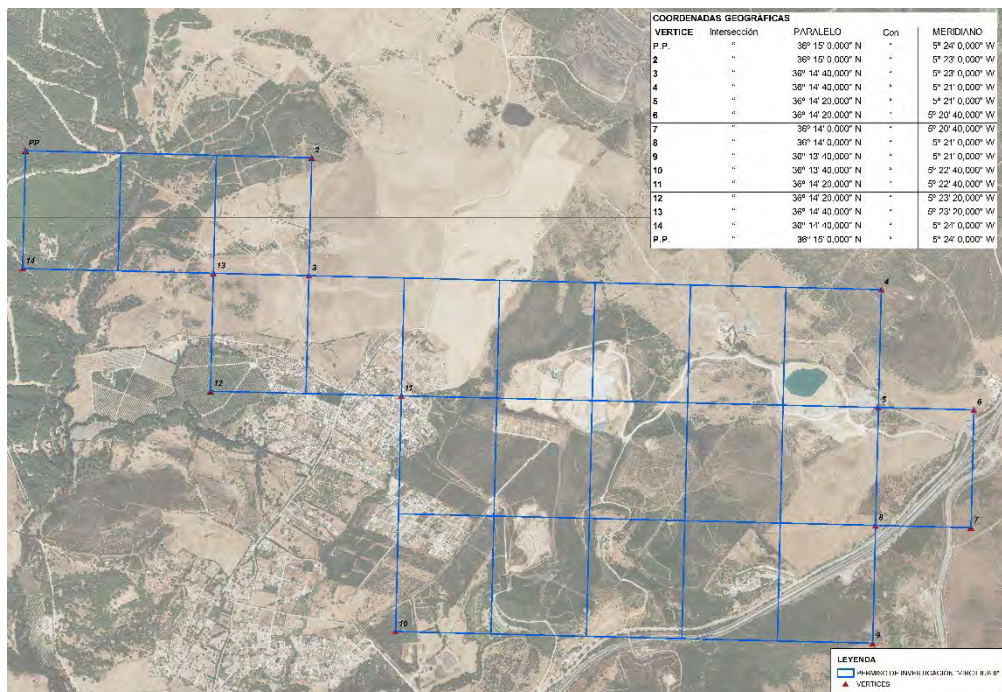 COORDENADAS GEOGRÁFICAS
VERTICE Intersección PARALELO Con MERIDIANO
P.P. " 36º 15' 0,000" N " 5º 24' 0,000" W
2 " 36º 15' 0,000" N " 5º 23' 0,000" W
3 " 36º 14' 40,000" N " 5º 23' 0,000" W
4 " 36º 14' 40,000" N " 5º 21' 0,000" W
5 " 36º 14' 20,000" N " 5º 21' 0,000" W
6 " 36º 14' 20,000" N " 5º 20' 40,000" W
7 " 36º 14' 0,000" N " 5º 20' 40,000" W
8 " 36º 14' 0,000" N " 5º 21' 0,000" W
9 " 36º 13' 40,000" N " 5º 21' 0,000" W
10 " 36º 13' 40,000" N " 5º 22' 40,000" W
11 " 36º 14' 20,000" N " 5º 22' 40,000" W
12 " 36º 14' 20,000" N " 5º 23' 20,000" W
13 " 36º 14' 40,000" N " 5º 23' 20,000" W
14 " 36º 14' 40,000" N " 5º 24' 0,000" W
P.P. " 36º 15' 0,000" N " 5º 24' 0,000" W
PP
2
14
13
3
4
12
11
5
6
8
7
10
9
LEYENDA
PERMISO DE INVESTIGACIÓN
VERTICES